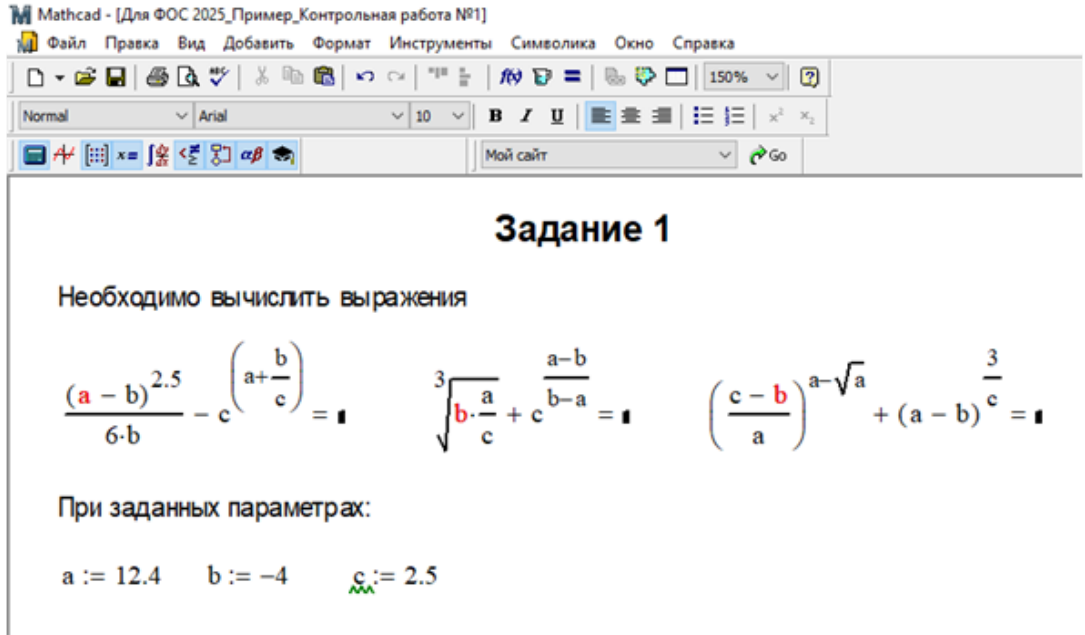 Mathcad - [Для ФОС 2025_Пример_Контрольная работа №1]
Файл Правка Вид Добавить Формат Инструменты Символика Окно Справка
150%
Normal Arial 10 B I U
Мой сайт Go
Задание 1
Необходимо вычислить выражения
(a − b)^2.5 / (6·b) − c^(a+b/c) = ∛(b·a/c) + c^((a−b)/(b−a)) = ((c − b)/a)^(a−√a) + (a − b)^(3/c) =
При заданных параметрах:
a := 12.4 b := −4 c := 2.5